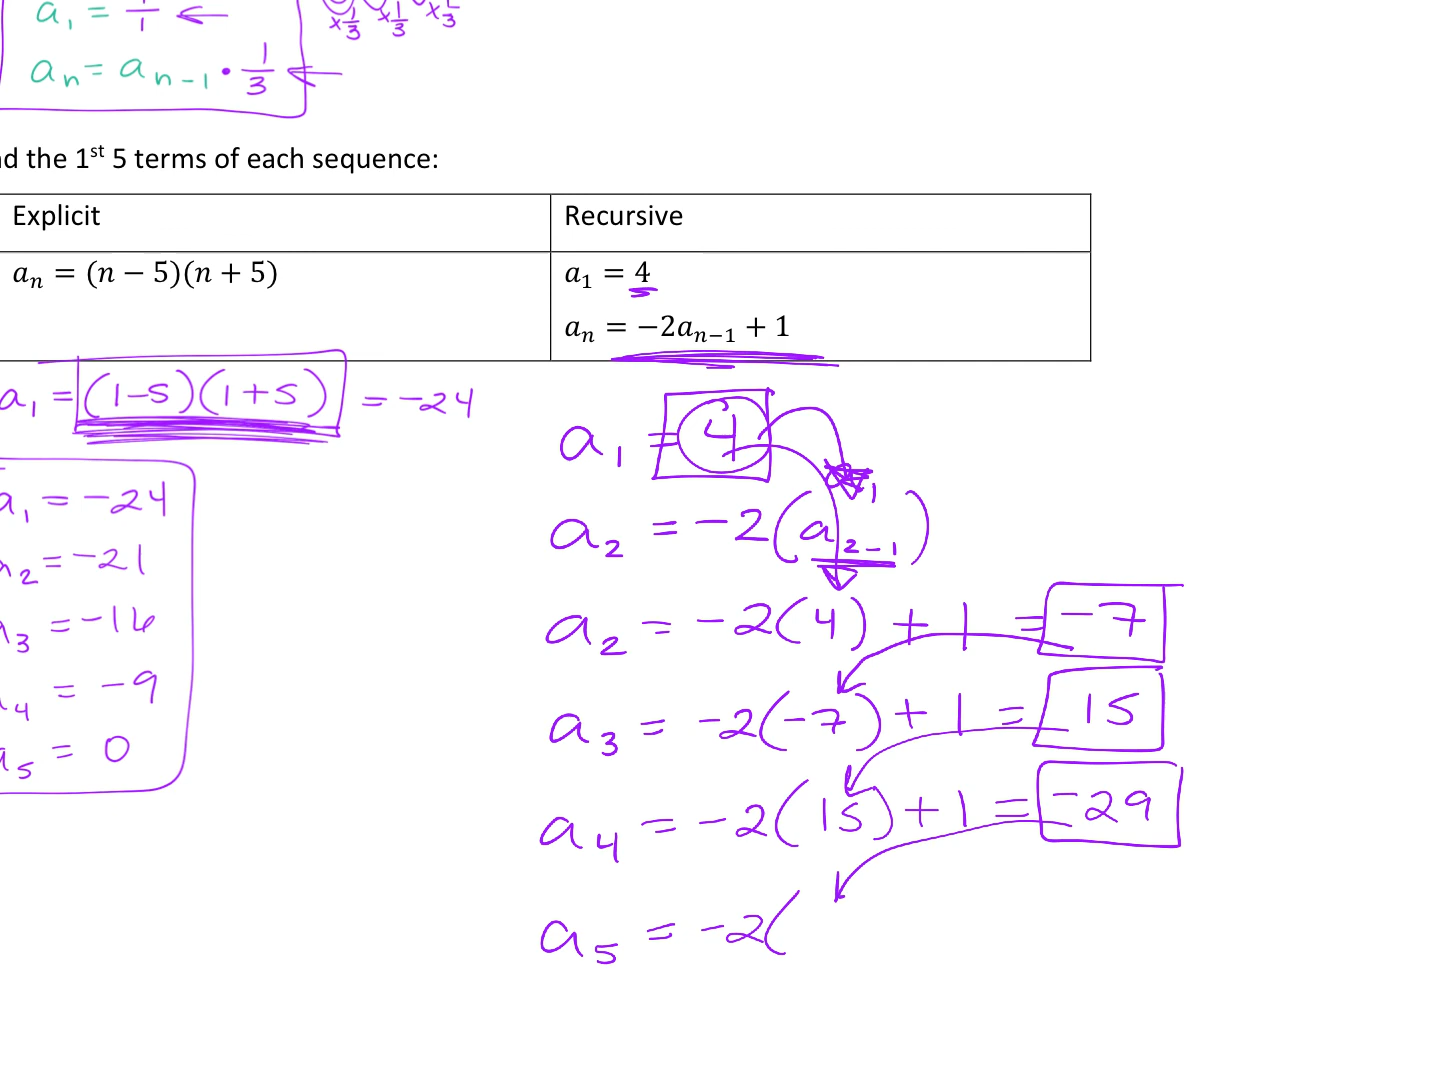 a₁ = 1/1 ←
×1/3 ×1/3 ×1/3
aₙ = aₙ₋₁ · 1/3 ←
d the 1ˢᵗ 5 terms of each sequence:
Explicit
aₙ = (n − 5)(n + 5)
a₁ = (1-5)(1+5) = -24
a₁ = -24
a₂ = -21
a₃ = -16
₄ = -9
a₅ = 0
Recursive
a₁ = 4
aₙ = −2aₙ₋₁ + 1
a₁ = 4
a₂ = -2(a₂₋₁)
a₂ = -2(4) + 1 = -7
a₃ = -2(-7) + 1 = 15
a₄ = -2(15) + 1 = -29
a₅ = -2(